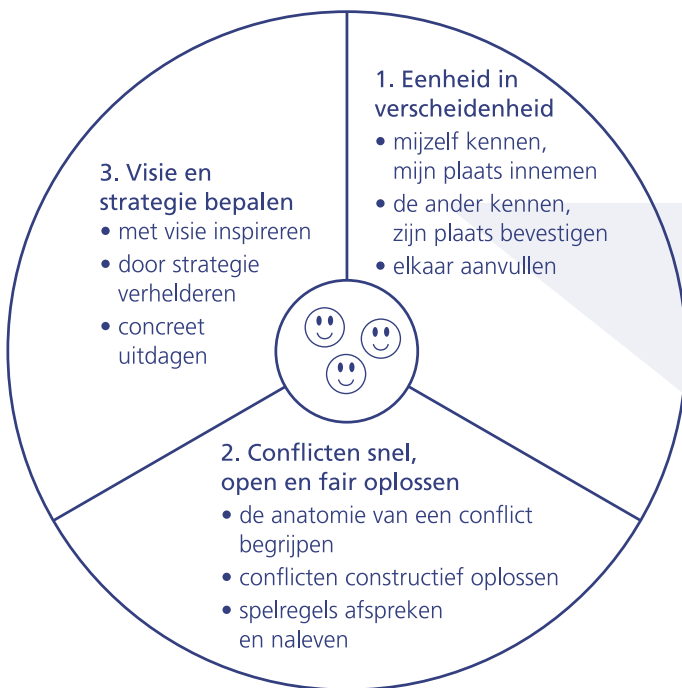 1. Eenheid in
verscheidenheid
• mijzelf kennen,
mijn plaats innemen
• de ander kennen,
zijn plaats bevestigen
• elkaar aanvullen
2. Conflicten snel,
open en fair oplossen
• de anatomie van een conflict
begrijpen
• conflicten constructief oplossen
• spelregels afspreken
en naleven
3. Visie en
strategie bepalen
• met visie inspireren
• door strategie
verhelderen
• concreet
uitdagen